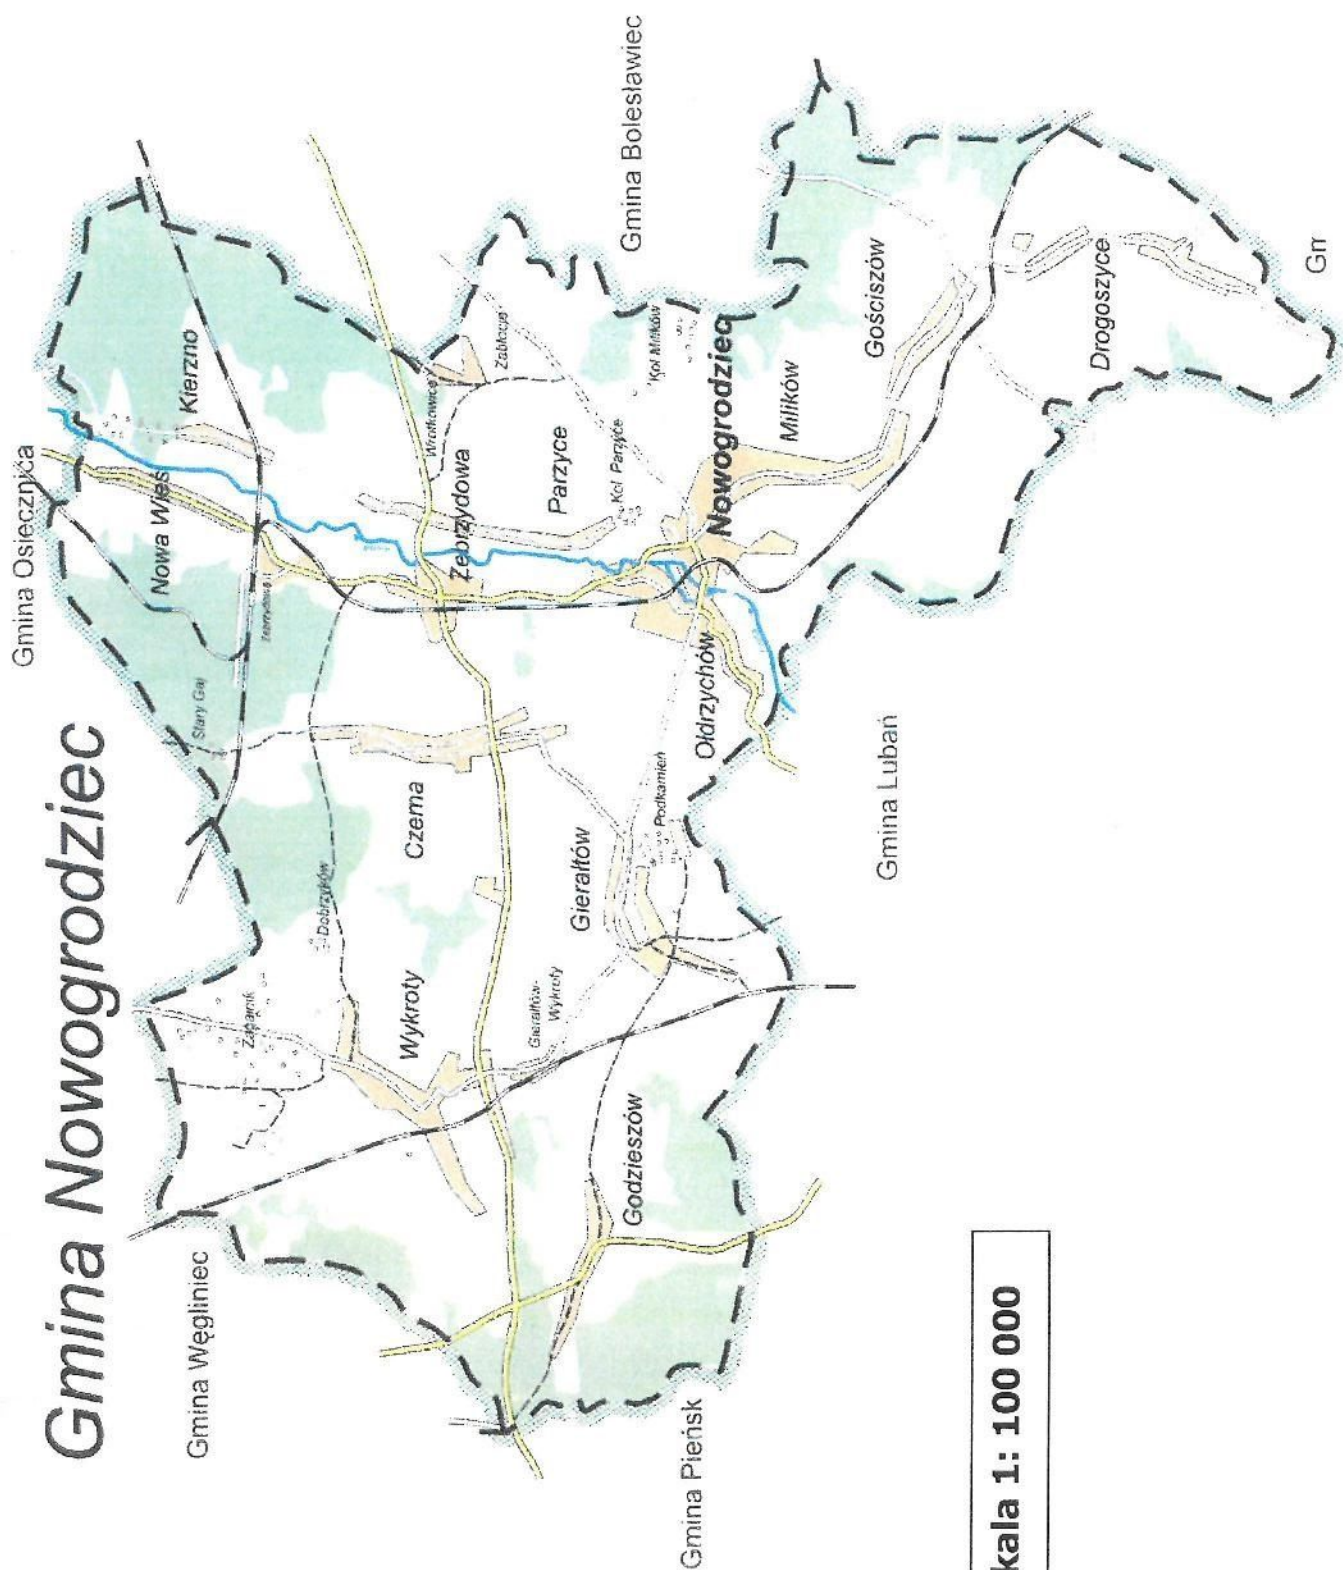 Gmina Nowogrodziec
Gmina Węgliniec
Gmina Osiecznica
Gmina Bolesławiec
Gmina Pieńsk
Gmina Lubań
Gm
Nowa Wieś
Kierzno
Stary Gaj
Zapalnik
Dobrzyków
Wykroty
Czerna
Zebrzydowa
Wrotkowice
Zabłocie
Parzyce
Kol Parzyce
Kol Milików
Gierałtów-
Wykroty
Gierałtów
Podkamień
Ołdrzychów
Nowogrodziec
Milików
Gościszów
Godzieszów
Drogoszyce
kala 1: 100 000